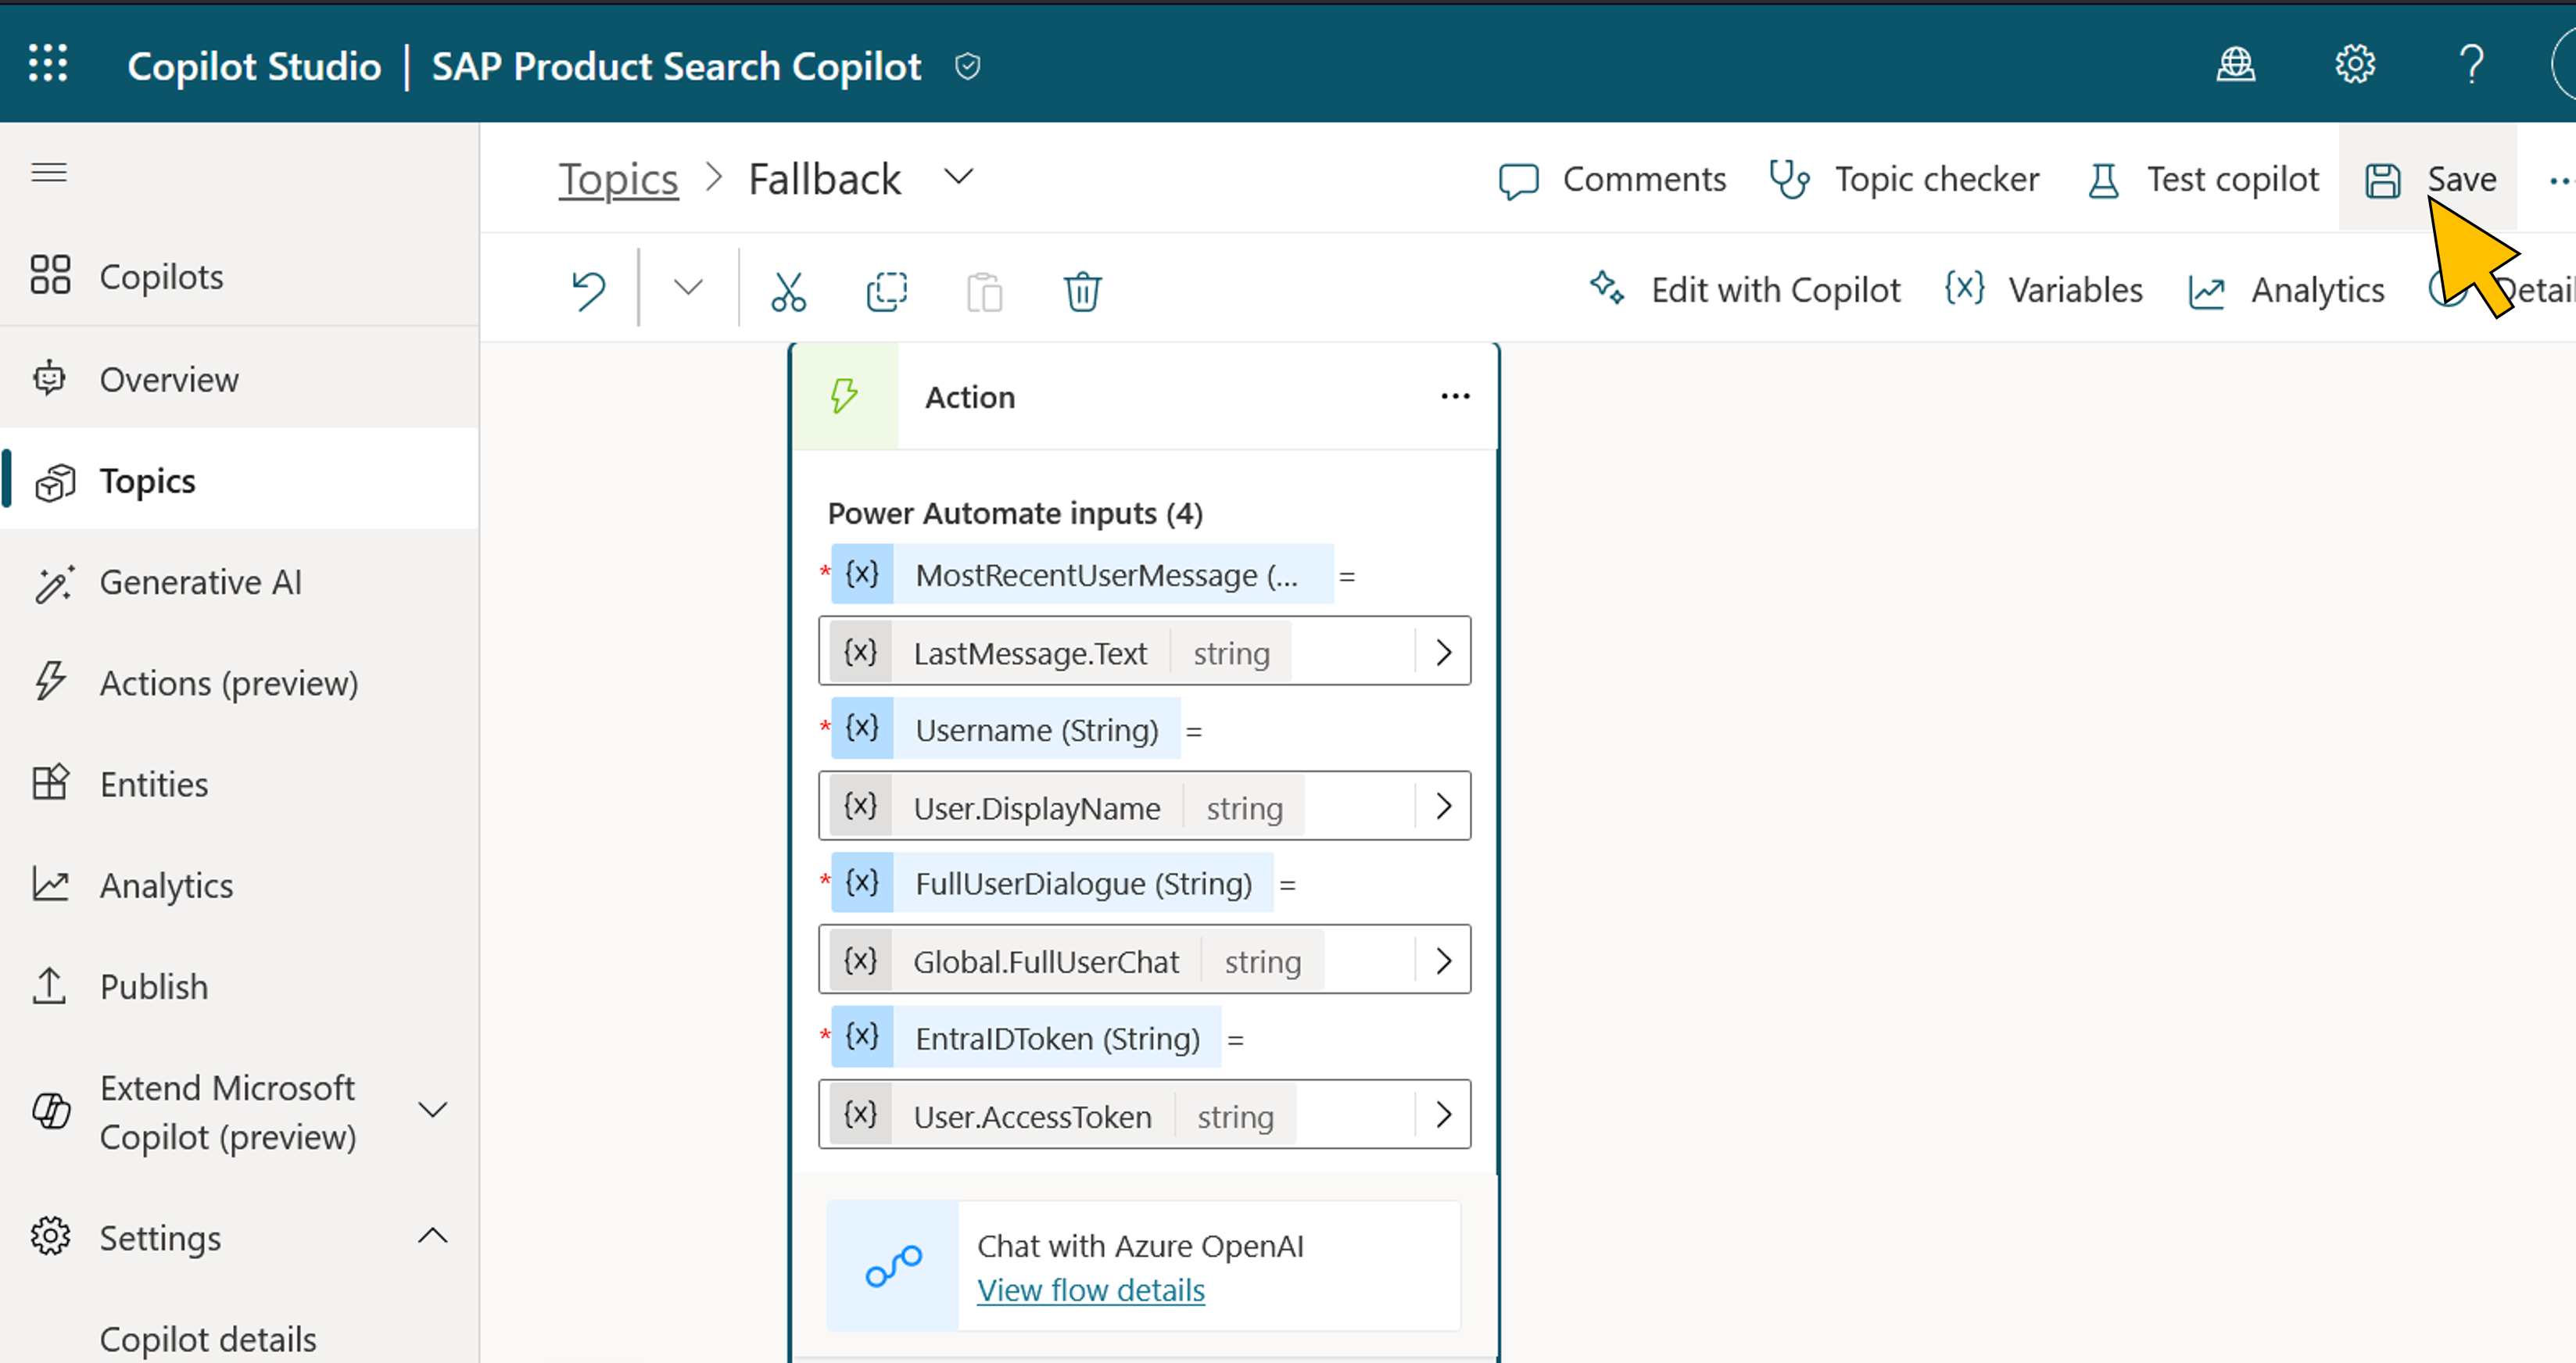 Copilot Studio | SAP Product Search Copilot
Topics > Fallback
Comments
Topic checker
Test copilot
Save
Edit with Copilot
{x} Variables
Analytics
Copilots
Overview
Topics
Generative AI
Actions (preview)
Entities
Analytics
Publish
Extend Microsoft
Copilot (preview)
Settings
Copilot details
Action
Power Automate inputs (4)
* {x} MostRecentUserMessage (... =
{x} LastMessage.Text string
* {x} Username (String) =
{x} User.DisplayName string
* {x} FullUserDialogue (String) =
{x} Global.FullUserChat string
* {x} EntraIDToken (String) =
{x} User.AccessToken string
Chat with Azure OpenAI
View flow details